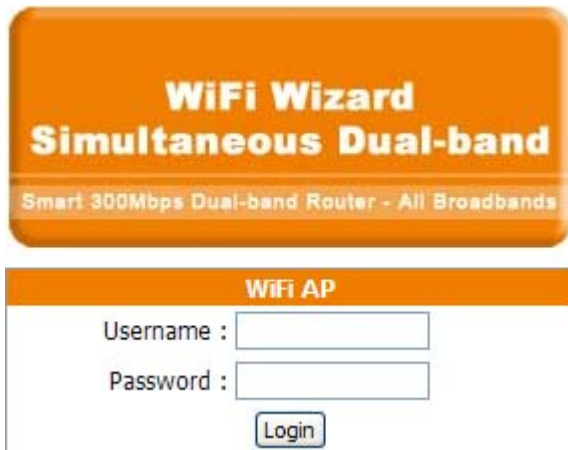 WiFi Wizard
Simultaneous Dual-band
Smart 300Mbps Dual-band Router - All Broadbands
WiFi AP
Username :
Password :
Login